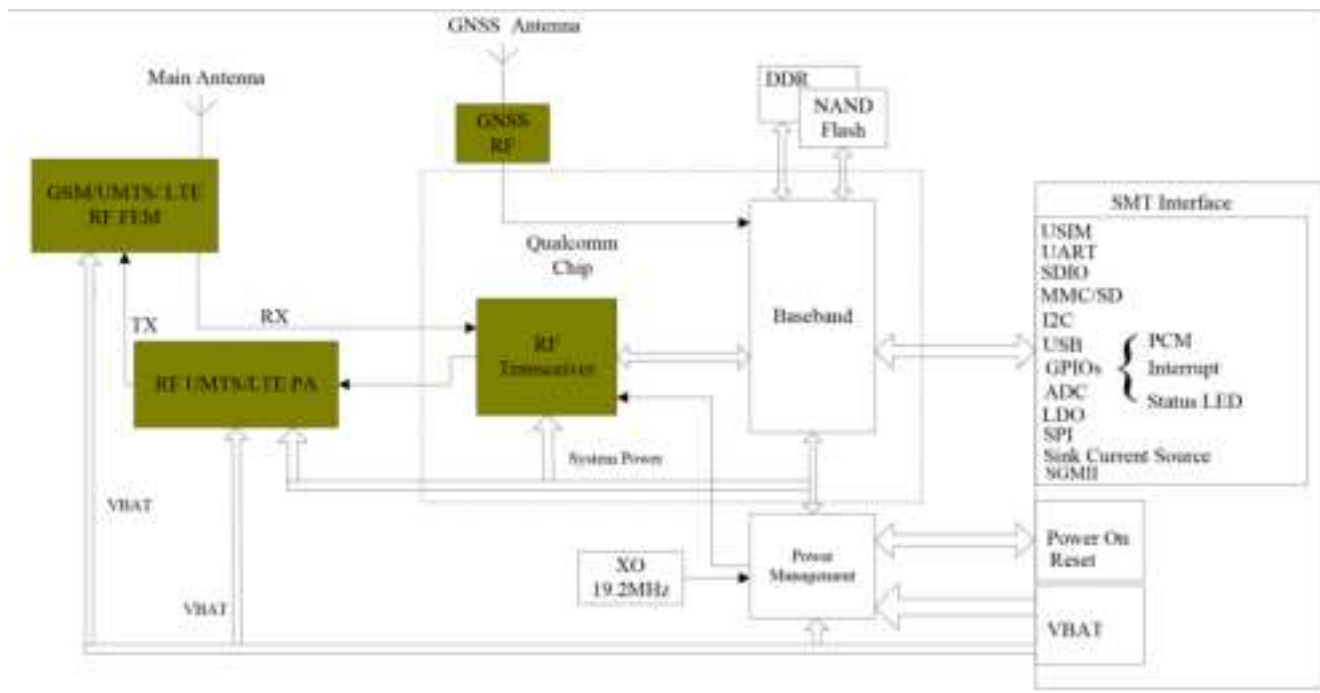 GNSS Antenna
Main Antenna
DDR
NAND
Flash
GNSS
RF
GSM/UMTS/ LTE
RF FEM
SMT Interface
USIM
UART
SDIO
MMC/SD
I2C
USB
GPIOs
ADC
LDO
SPI
Sink Current Source
SGMII
PCM
Interrupt
Status LED
Qualcomm
Chip
Baseband
TX
RX
RF
Transceiver
RF UMTS/LTE PA
System Power
VBAT
Power On
Reset
XO
19.2MHz
Power
Management
VBAT
VBAT